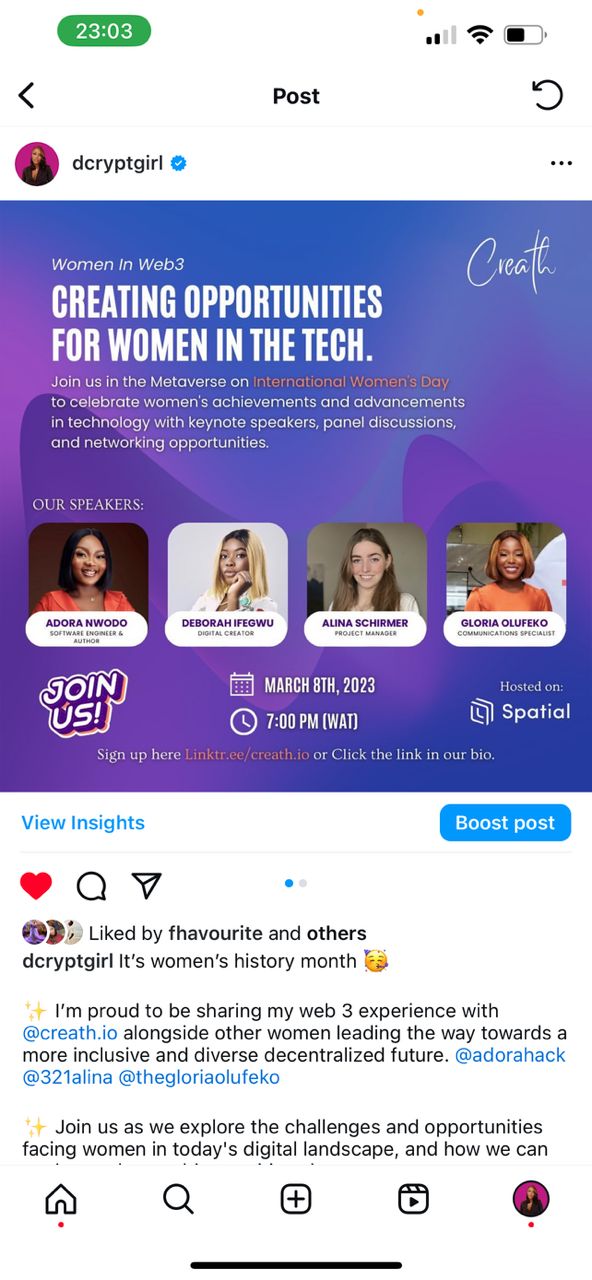 23:03
Post
dcryptgirl
Women In Web3
Creath
CREATING OPPORTUNITIES
FOR WOMEN IN THE TECH.
Join us in the Metaverse on International Women's Day
to celebrate women's achievements and advancements
in technology with keynote speakers, panel discussions,
and networking opportunities.
OUR SPEAKERS:
ADORA NWODO
SOFTWARE ENGINEER &
AUTHOR
DEBORAH IFEGWU
DIGITAL CREATOR
ALINA SCHIRMER
PROJECT MANAGER
GLORIA OLUFEKO
COMMUNICATIONS SPECIALIST
JOIN
US!
MARCH 8TH, 2023
7:00 PM (WAT)
Hosted on:
Spatial
Sign up here Linktr.ee/creath.io or Click the link in our bio.
View Insights
Boost post
Liked by fhavourite and others
dcryptgirl It’s women’s history month 🥳
✨ I’m proud to be sharing my web 3 experience with
@creath.io alongside other women leading the way towards a
more inclusive and diverse decentralized future. @adorahack
@321alina @thegloriaolufeko
✨ Join us as we explore the challenges and opportunities
facing women in today's digital landscape, and how we can